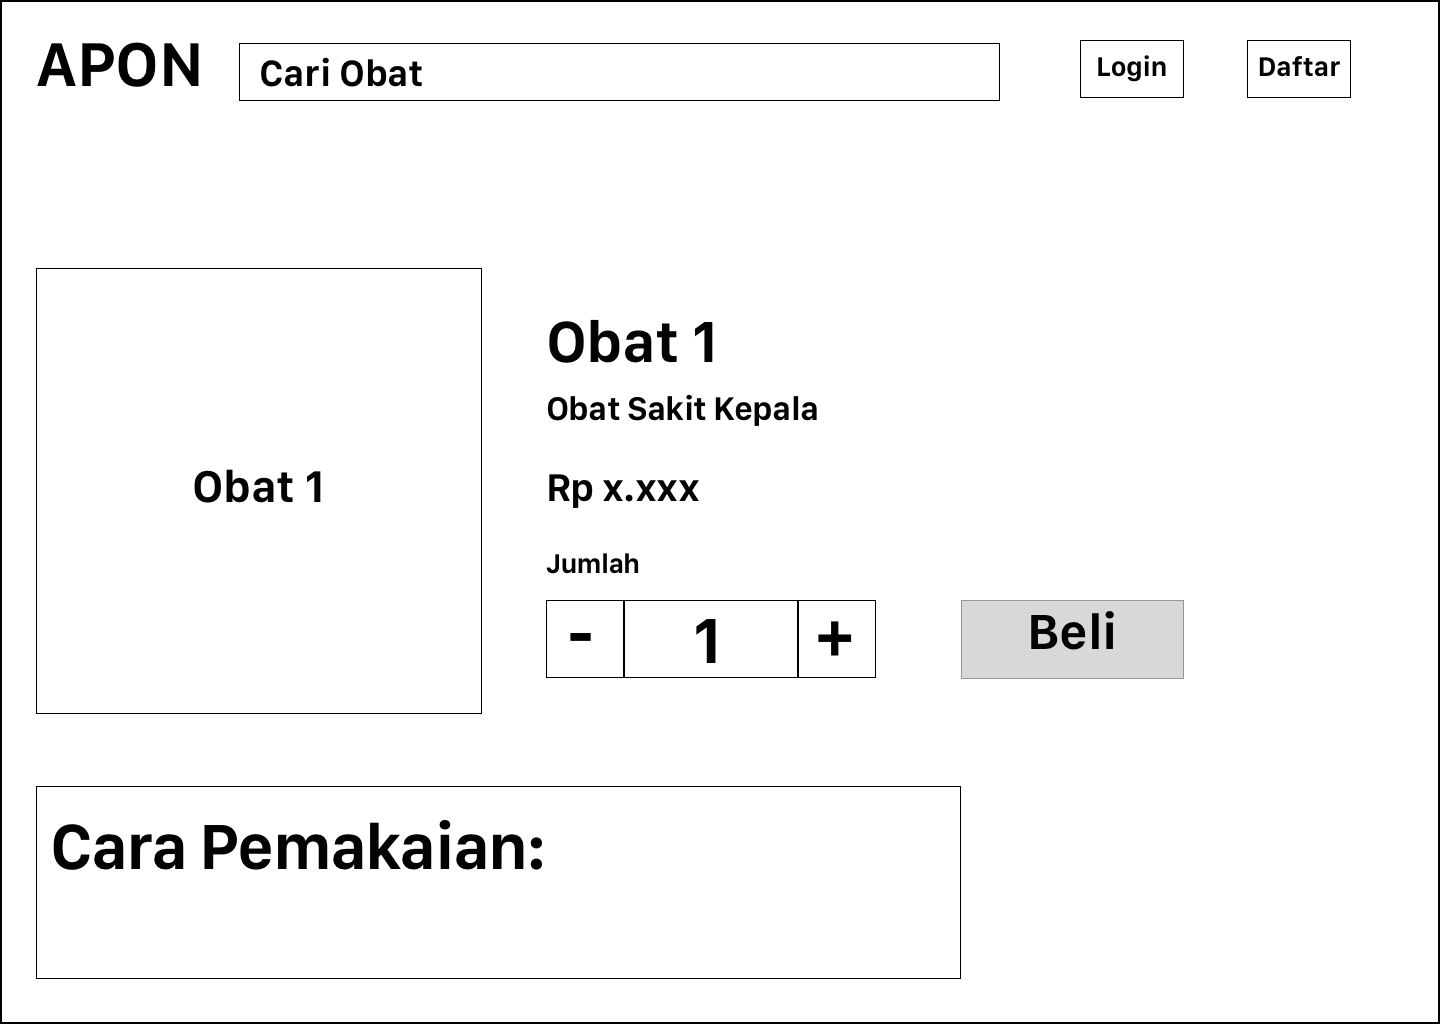 APON
Cari Obat
Login
Daftar
Obat 1
Obat 1
Obat Sakit Kepala
Rp x.xxx
Jumlah
- 1 +
Beli
Cara Pemakaian: